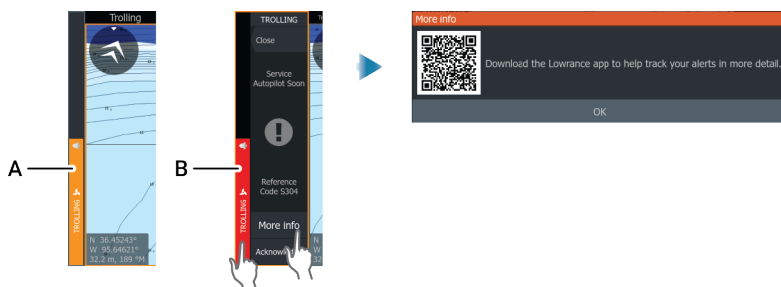 Trolling
A
TROLLING
N 36.45243°
W 95.64621°
32.2 m, 189 °M
B
TROLLING
TROLLING
Close
Service
Autopilot Soon
Reference
Code S304
More info
More info
Download the Lowrance app to help track your alerts in more detail.
OK